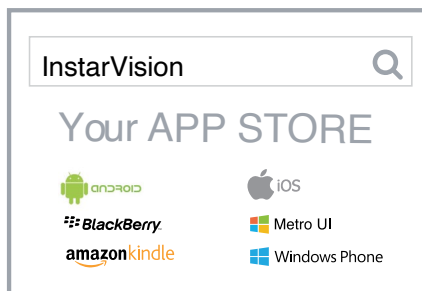 InstarVision
Your APP STORE
android
iOS
BlackBerry.
Metro UI
amazonkindle
Windows Phone